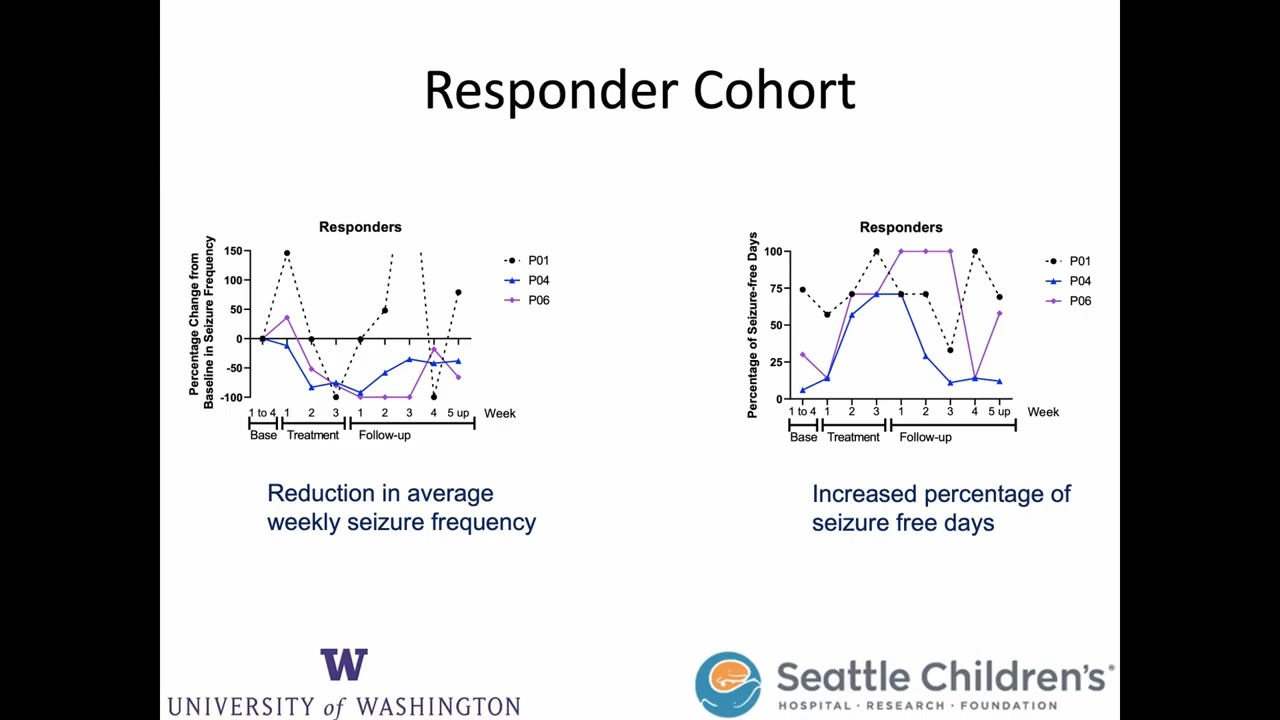 Responder Cohort
Responders
Percentage Change from
Baseline in Seizure Frequency
150
100
50
0
-50
-100
1 to 4 1 2 3 1 2 3 4 5 up Week
Base Treatment Follow-up
P01
P04
P06
Reduction in average
weekly seizure frequency
Responders
Percentage of Seizure-free Days
100
75
50
25
0
1 to 4 1 2 3 1 2 3 4 5 up Week
Base Treatment Follow-up
P01
P04
P06
Increased percentage of
seizure free days
W
UNIVERSITY of WASHINGTON
Seattle Children's®
HOSPITAL · RESEARCH · FOUNDATION